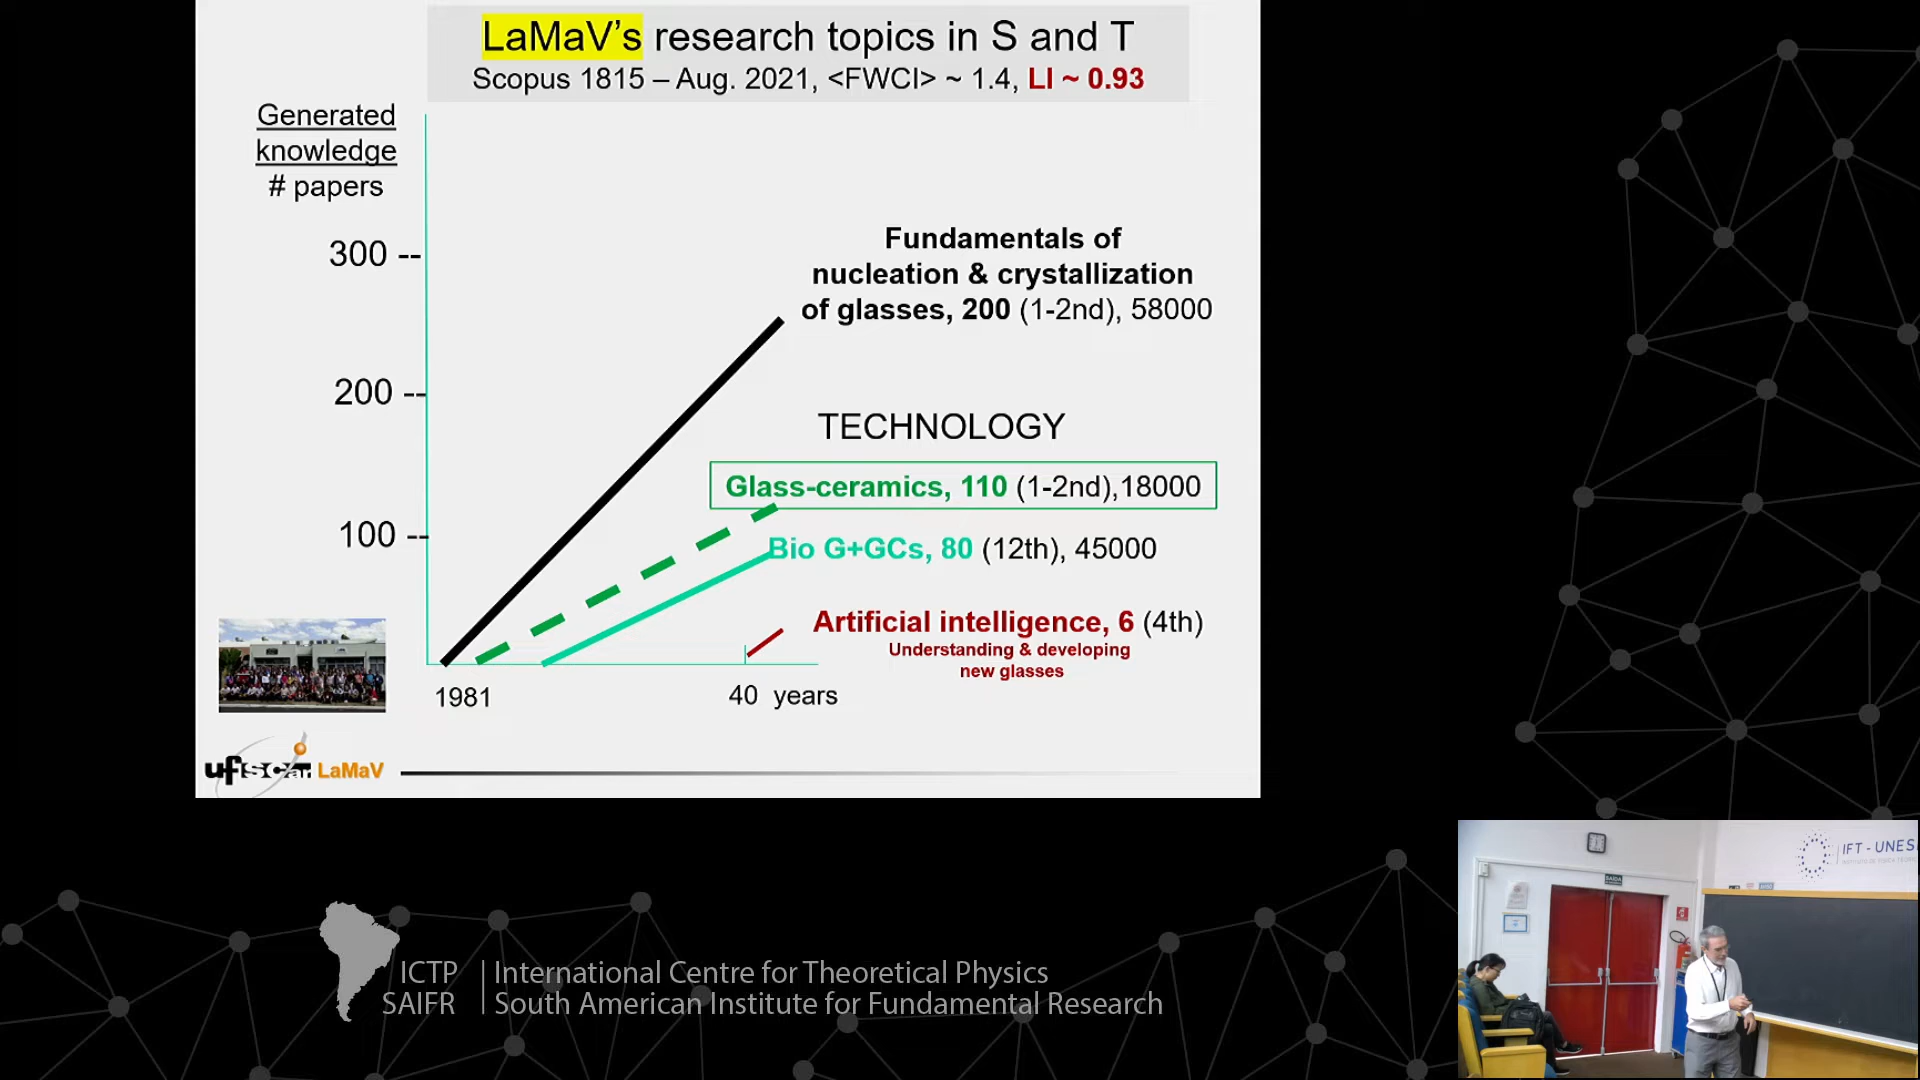 LaMaV’s research topics in S and T
Scopus 1815 – Aug. 2021, <FWCI> ~ 1.4, LI ~ 0.93
Generated
knowledge
# papers
300 --
200 --
100 --
Fundamentals of
nucleation & crystallization
of glasses, 200 (1-2nd), 58000
TECHNOLOGY
Glass-ceramics, 110 (1-2nd),18000
Bio G+GCs, 80 (12th), 45000
Artificial intelligence, 6 (4th)
Understanding & developing
new glasses
1981
40 years
ufscar LaMaV
ICTP | International Centre for Theoretical Physics
SAIFR | South American Institute for Fundamental Research
SAIDA
IFT - UNES